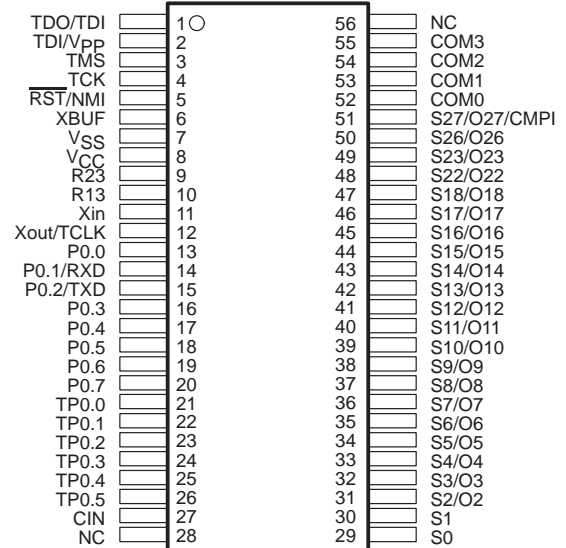 TDO/TDI 1 56 NC
TDI/VPP 2 55 COM3
TMS 3 54 COM2
TCK 4 53 COM1
RST/NMI 5 52 COM0
XBUF 6 51 S27/O27/CMPI
VSS 7 50 S26/O26
VCC 8 49 S23/O23
R23 9 48 S22/O22
R13 10 47 S18/O18
Xin 11 46 S17/O17
Xout/TCLK 12 45 S16/O16
P0.0 13 44 S15/O15
P0.1/RXD 14 43 S14/O14
P0.2/TXD 15 42 S13/O13
P0.3 16 41 S12/O12
P0.4 17 40 S11/O11
P0.5 18 39 S10/O10
P0.6 19 38 S9/O9
P0.7 20 37 S8/O8
TP0.0 21 36 S7/O7
TP0.1 22 35 S6/O6
TP0.2 23 34 S5/O5
TP0.3 24 33 S4/O4
TP0.4 25 32 S3/O3
TP0.5 26 31 S2/O2
CIN 27 30 S1
NC 28 29 S0